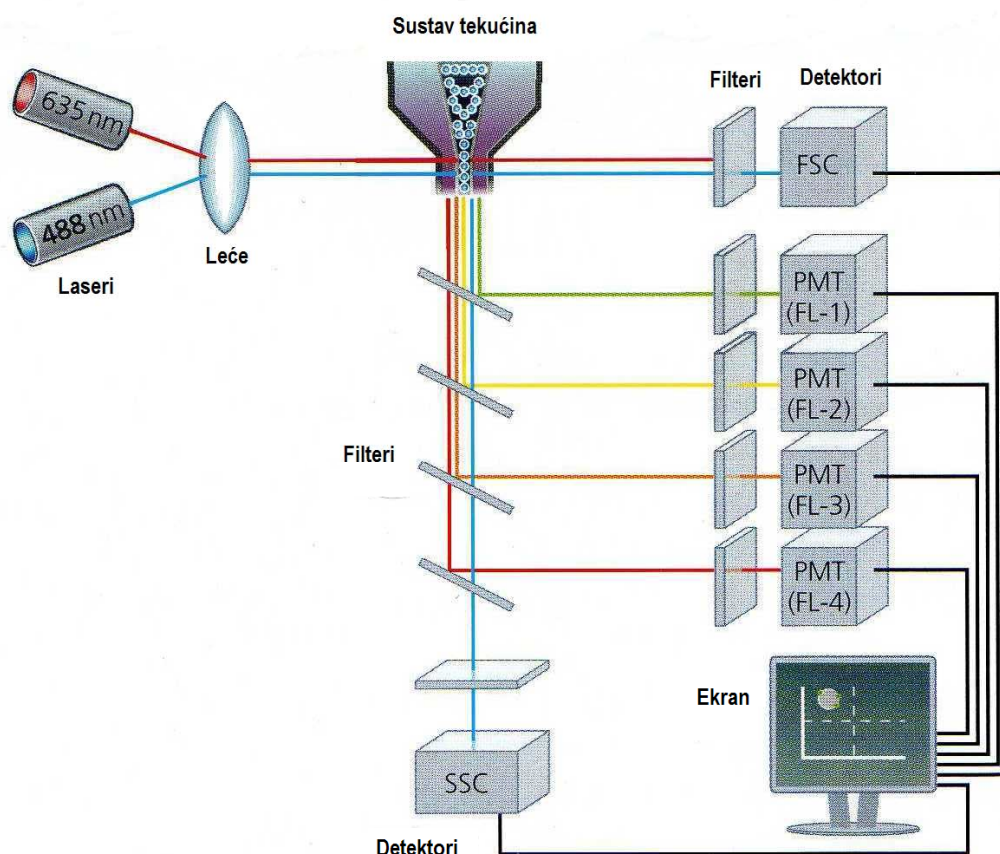 Sustav tekućina
Filteri
Detektori
635 nm
FSC
488 nm
Leće
Laseri
PMT
(FL-1)
PMT
(FL-2)
Filteri
PMT
(FL-3)
PMT
(FL-4)
Ekran
SSC
Detektori